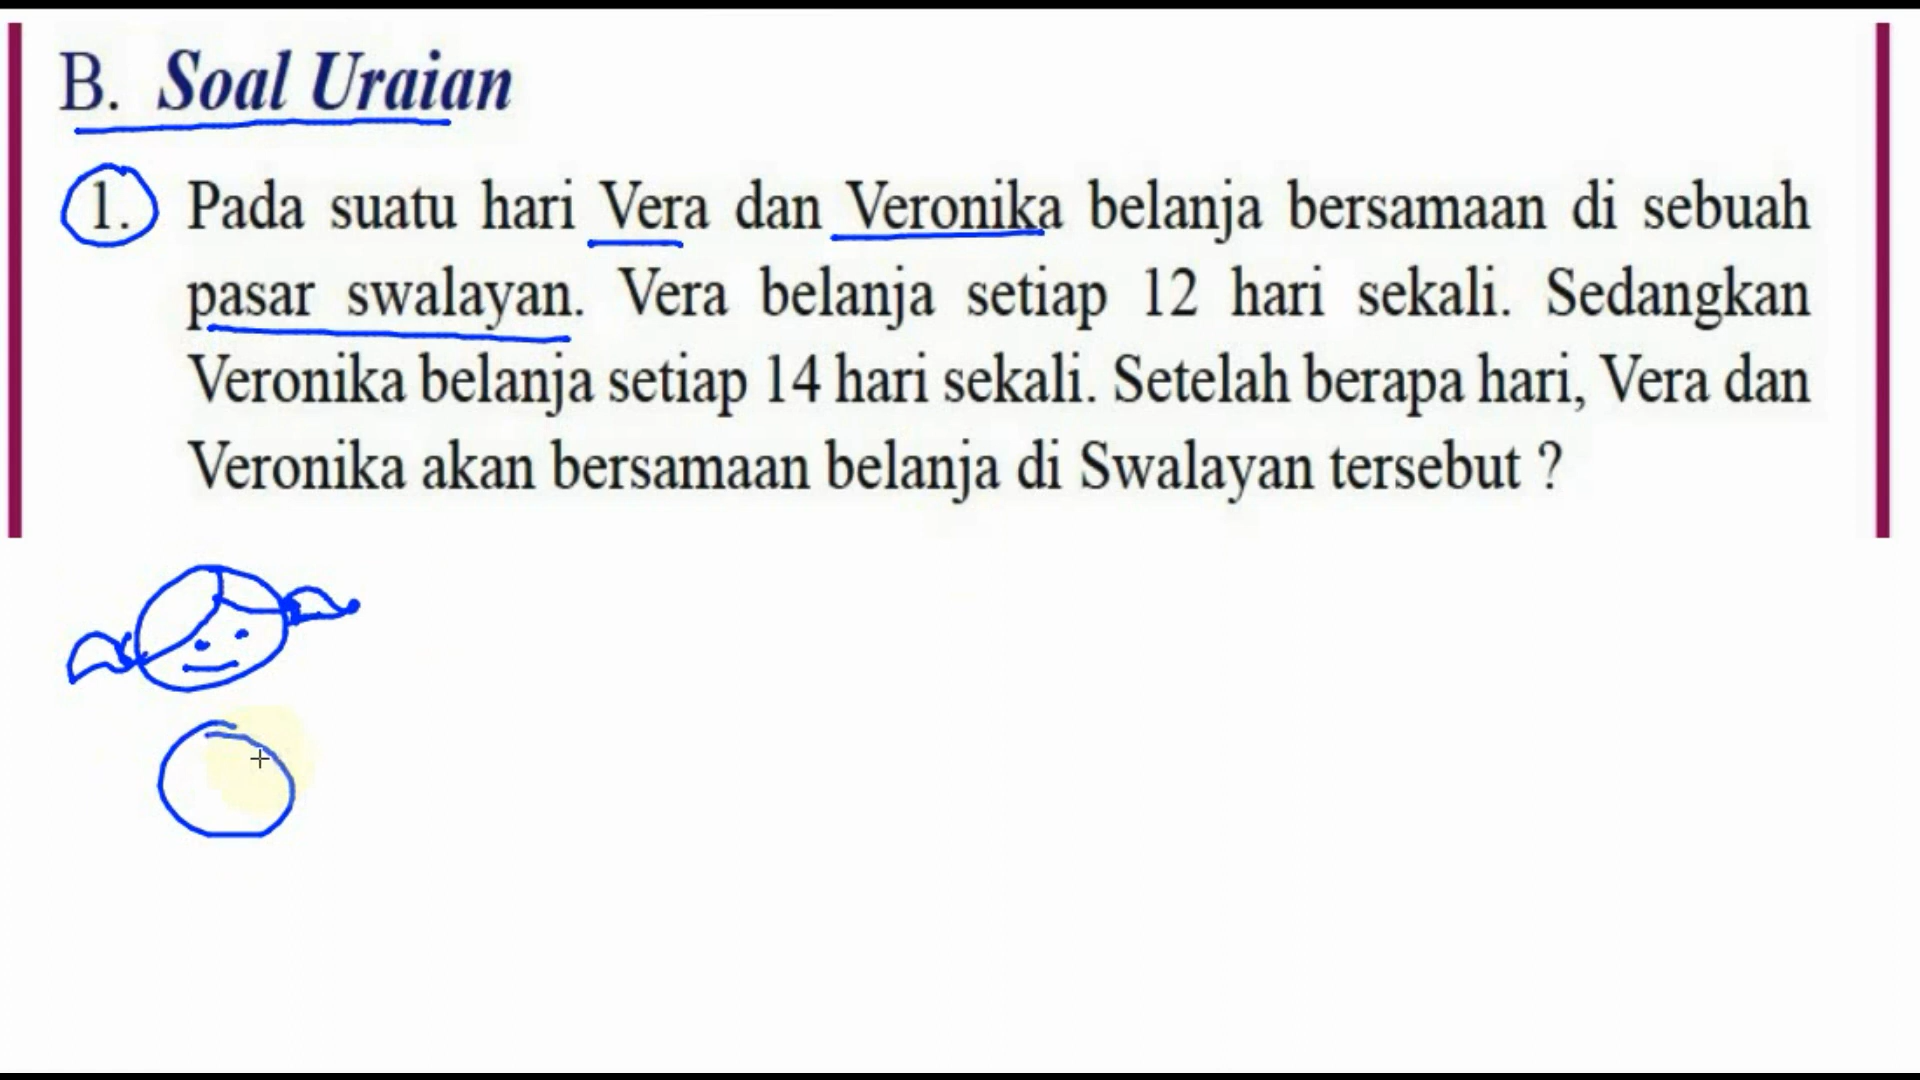 B. Soal Uraian
1. Pada suatu hari Vera dan Veronika belanja bersamaan di sebuah
pasar swalayan. Vera belanja setiap 12 hari sekali. Sedangkan
Veronika belanja setiap 14 hari sekali. Setelah berapa hari, Vera dan
Veronika akan bersamaan belanja di Swalayan tersebut ?